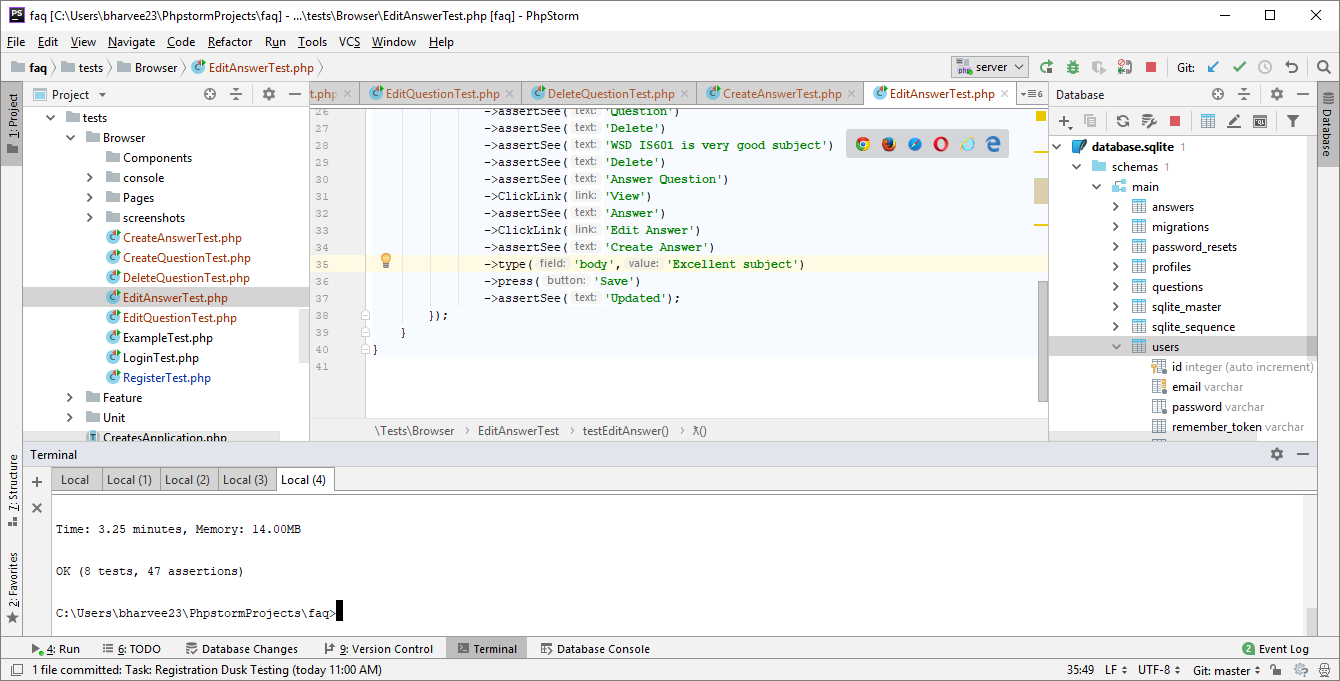 faq [C:\Users\bharvee23\PhpstormProjects\faq] - ...\tests\Browser\EditAnswerTest.php [faq] - PhpStorm
File Edit View Navigate Code Refactor Run Tools VCS Window Help
faq tests Browser EditAnswerTest.php server Git:
1: Project
Project
t.php EditQuestionTest.php DeleteQuestionTest.php CreateAnswerTest.php EditAnswerTest.php 6
Database
Database
tests
Browser
Components
console
Pages
screenshots
CreateAnswerTest.php
CreateQuestionTest.php
DeleteQuestionTest.php
EditAnswerTest.php
EditQuestionTest.php
ExampleTest.php
LoginTest.php
RegisterTest.php
Feature
Unit
CreatesApplication.php
26 ->assertSee( text: 'Question')
27 ->assertSee( text: 'Delete')
28 ->assertSee( text: 'WSD IS601 is very good subject')
29 ->assertSee( text: 'Delete')
30 ->assertSee( text: 'Answer Question')
31 ->ClickLink( link: 'View')
32 ->assertSee( text: 'Answer')
33 ->ClickLink( link: 'Edit Answer')
34 ->assertSee( text: 'Create Answer')
35 ->type( field: 'body', value: 'Excellent subject')
36 ->press( button: 'Save')
37 ->assertSee( text: 'Updated');
38 });
39 }
40 }
41
\Tests\Browser EditAnswerTest testEditAnswer() λ()
database.sqlite 1
schemas 1
main
answers
migrations
password_resets
profiles
questions
sqlite_master
sqlite_sequence
users
id integer (auto increment)
email varchar
password varchar
remember_token varchar
Terminal
Local Local (1) Local (2) Local (3) Local (4)
7: Structure
2: Favorites
Time: 3.25 minutes, Memory: 14.00MB
OK (8 tests, 47 assertions)
C:\Users\bharvee23\PhpstormProjects\faq>
4: Run 6: TODO Database Changes 9: Version Control Terminal Database Console 2 Event Log
1 file committed: Task: Registration Dusk Testing (today 11:00 AM) 35:49 LF UTF-8 Git: master